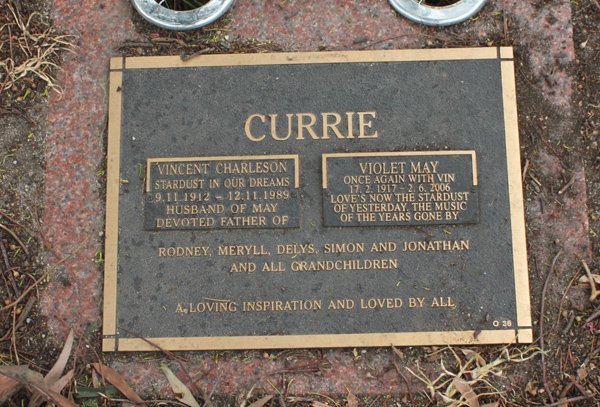 CURRIE
VINCENT CHARLESON
STARDUST IN OUR DREAMS
9.11.1912 – 12.11.1989
HUSBAND OF MAY
DEVOTED FATHER OF
VIOLET MAY
ONCE AGAIN WITH VIN
17. 2. 1917 - 2. 6. 2006
LOVE'S NOW THE STARDUST
OF YESTERDAY, THE MUSIC
OF THE YEARS GONE BY
RODNEY, MERYLL, DELYS, SIMON AND JONATHAN
AND ALL GRANDCHILDREN
A LOVING INSPIRATION AND LOVED BY ALL